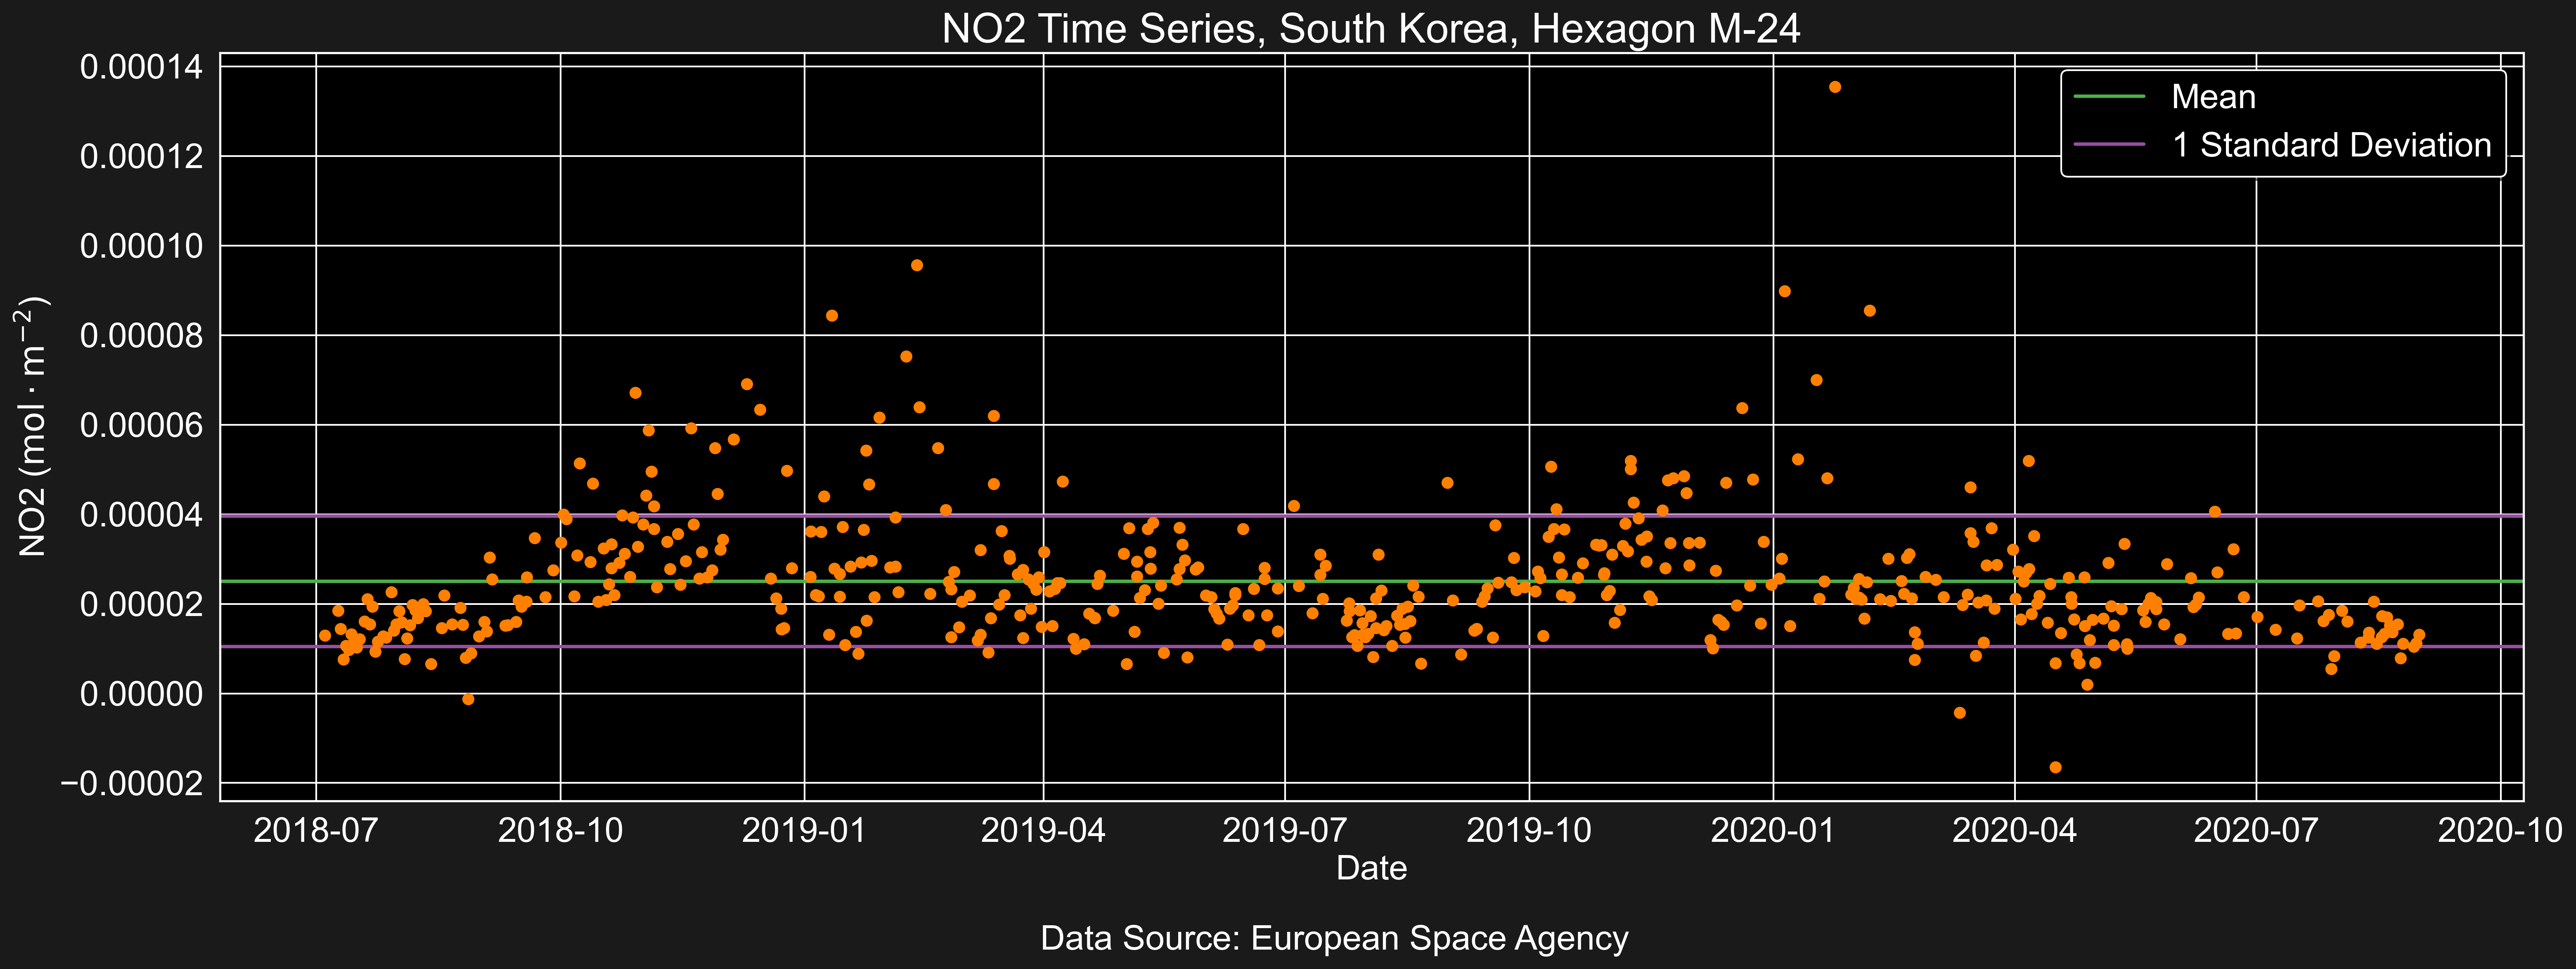 NO2 Time Series, South Korea, Hexagon M-24
0.00014
0.00012
0.00010
0.00008
0.00006
0.00004
0.00002
0.00000
−0.00002
NO2 (mol · m⁻²)
Mean
1 Standard Deviation
2018-07 2018-10 2019-01 2019-04 2019-07 2019-10 2020-01 2020-04 2020-07 2020-10
Date
Data Source: European Space Agency